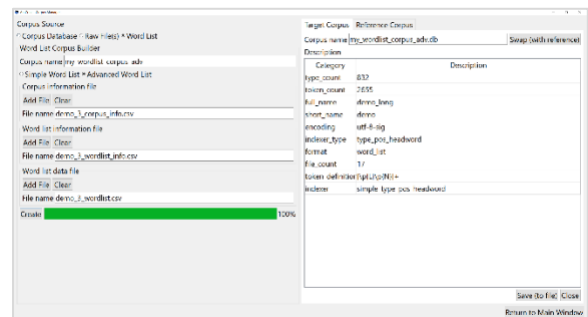 Corpus Source
Corpus Database Raw File(s) Word List
Word List Corpus Builder
Corpus name my_wordlist_corpus_adv
Simple Word List Advanced Word List
Corpus information file
Add File Clear
File name demo_3_corpus_info.csv
Word list information file
Add File Clear
File name demo_3_wordlist_info.csv
Word list data file
Add File Clear
File name demo_3_wordlist.csv
Create 100%
Target Corpus Reference Corpus
Corpus name my_wordlist_corpus_adv.db Swap (with reference)
Description
Category Description
type_count 832
token_count 2655
full_name demo_long
short_name demo
encoding utf-8-sig
indexer_type type_pos_headword
format word_list
file_count 17
token definition
indexer simple type pos headword
Save (to file) Close
Return to Main Window